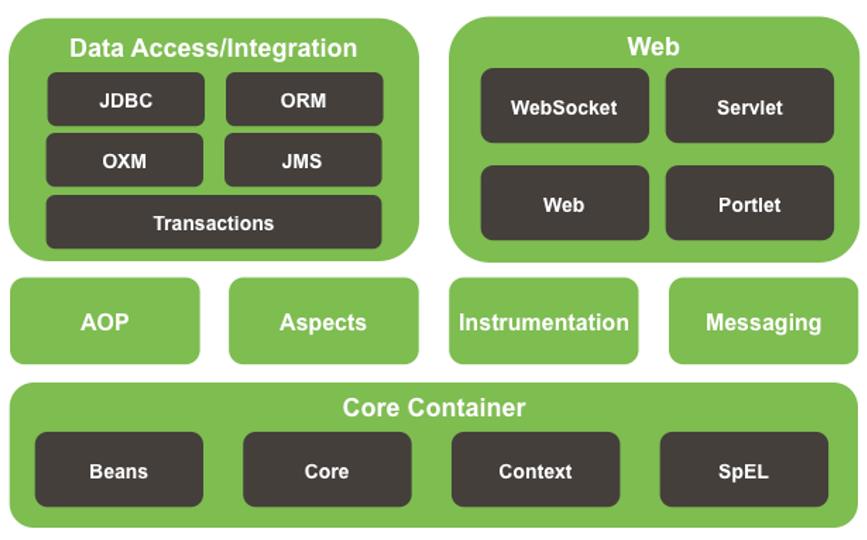 Data Access/Integration
JDBC
ORM
OXM
JMS
Transactions
Web
WebSocket
Servlet
Web
Portlet
AOP
Aspects
Instrumentation
Messaging
Core Container
Beans
Core
Context
SpEL